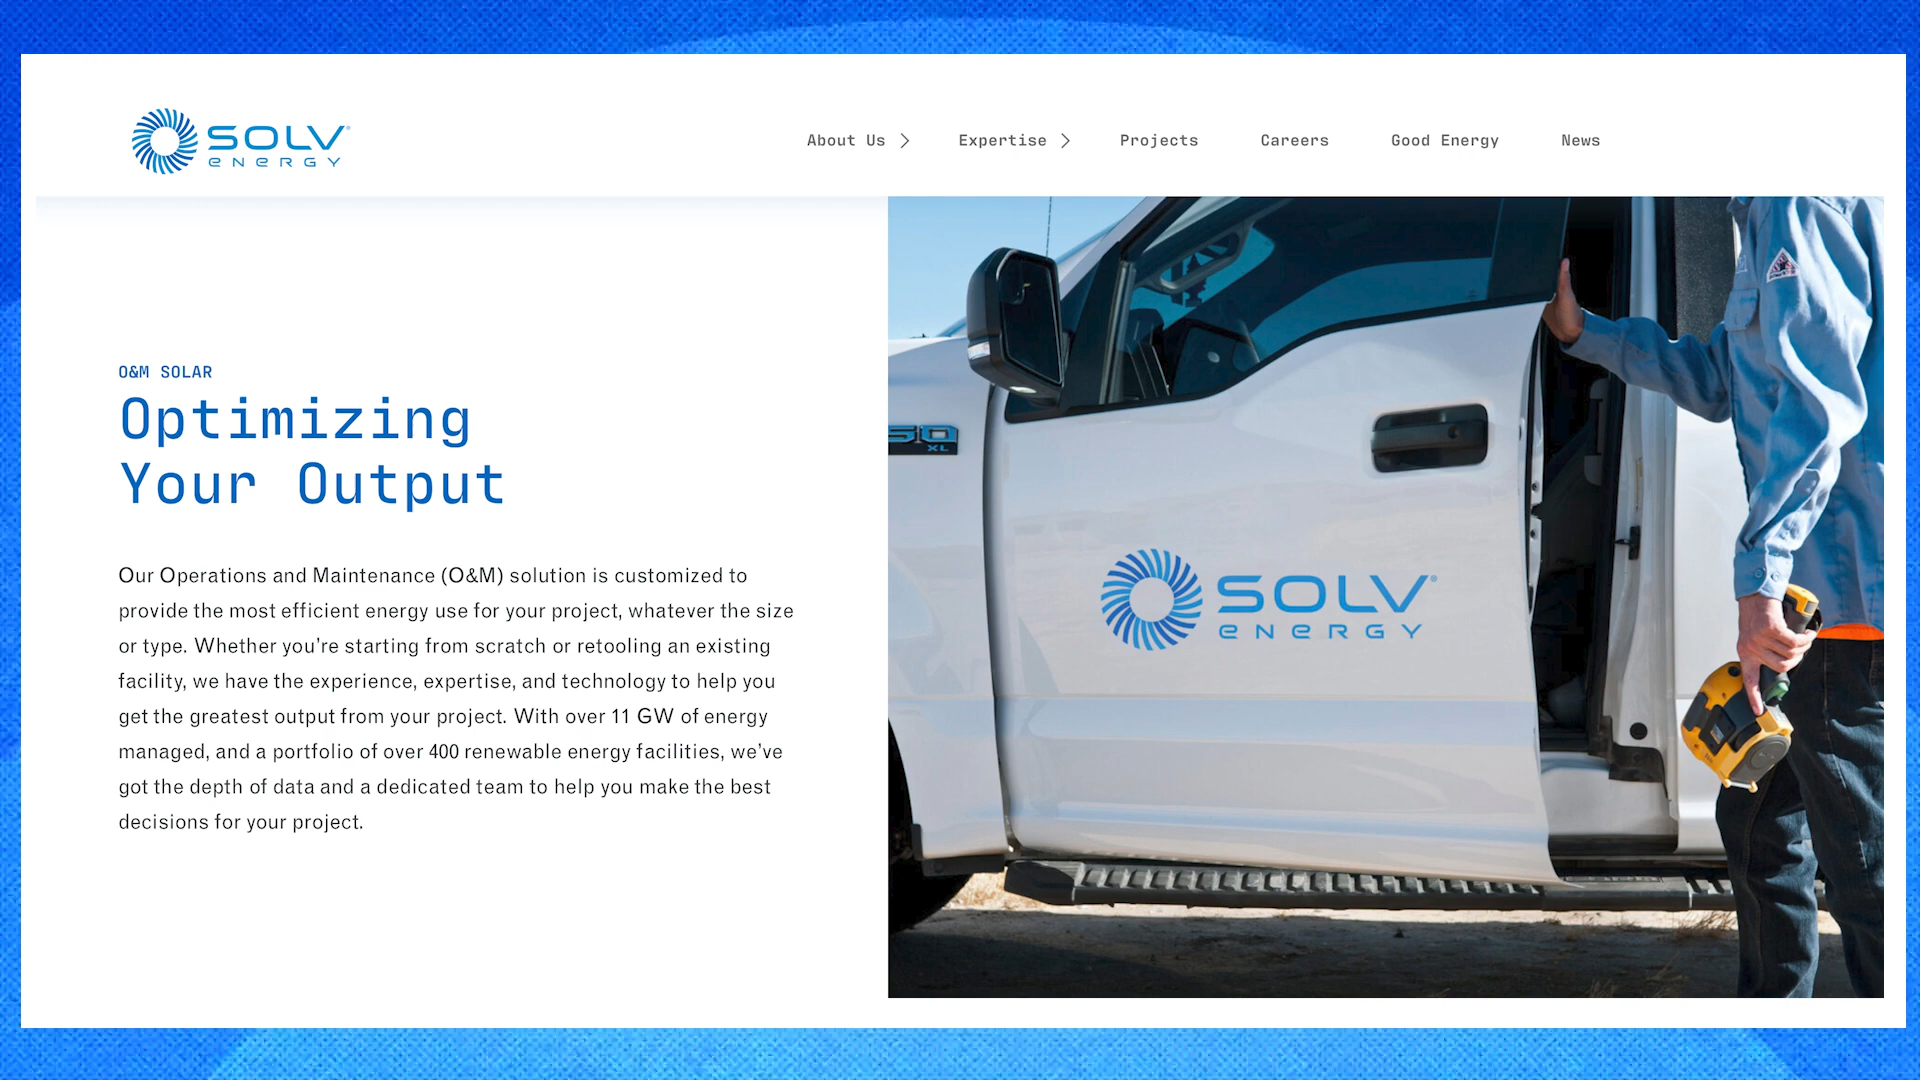 SOLV
ENERGY
About Us
Expertise
Projects
Careers
Good Energy
News
O&M SOLAR
Optimizing
Your Output
Our Operations and Maintenance (O&M) solution is customized to
provide the most efficient energy use for your project, whatever the size
or type. Whether you're starting from scratch or retooling an existing
facility, we have the experience, expertise, and technology to help you
get the greatest output from your project. With over 11 GW of energy
managed, and a portfolio of over 400 renewable energy facilities, we've
got the depth of data and a dedicated team to help you make the best
decisions for your project.
50
XL
SOLV
ENERGY